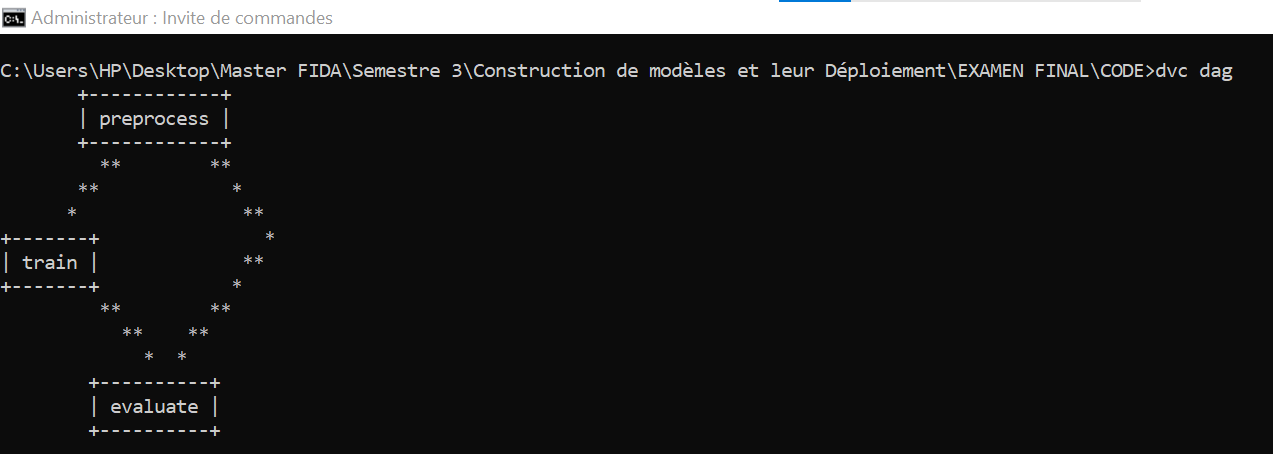 Administrateur : Invite de commandes
C:\Users\HP\Desktop\Master FIDA\Semestre 3\Construction de modèles et leur Déploiement\EXAMEN FINAL\CODE>dvc dag
       +------------+
       | preprocess |
       +------------+
         **        **
       **            *
      *               **
+-------+               *
| train |             **
+-------+            *
         **        **
           **    **
             *  *
        +----------+
        | evaluate |
        +----------+